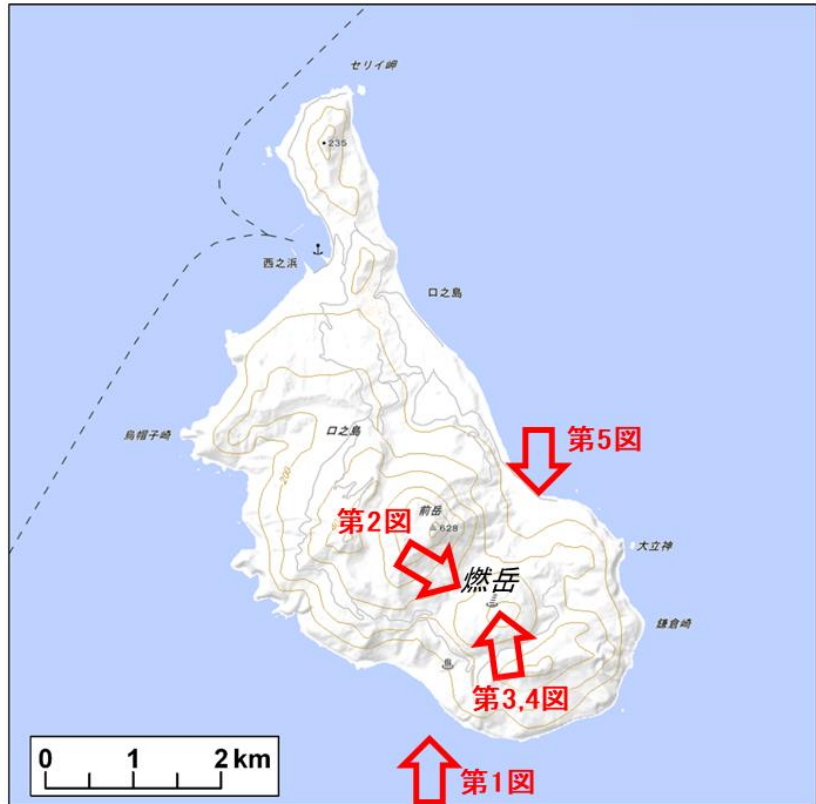 セリイ岬
235
西之浜
口之島
烏帽子崎
口之島
200
第5図
前岳
628
第2図
大立神
燃岳
鎌倉崎
第3,4図
第1図
0 1 2 km